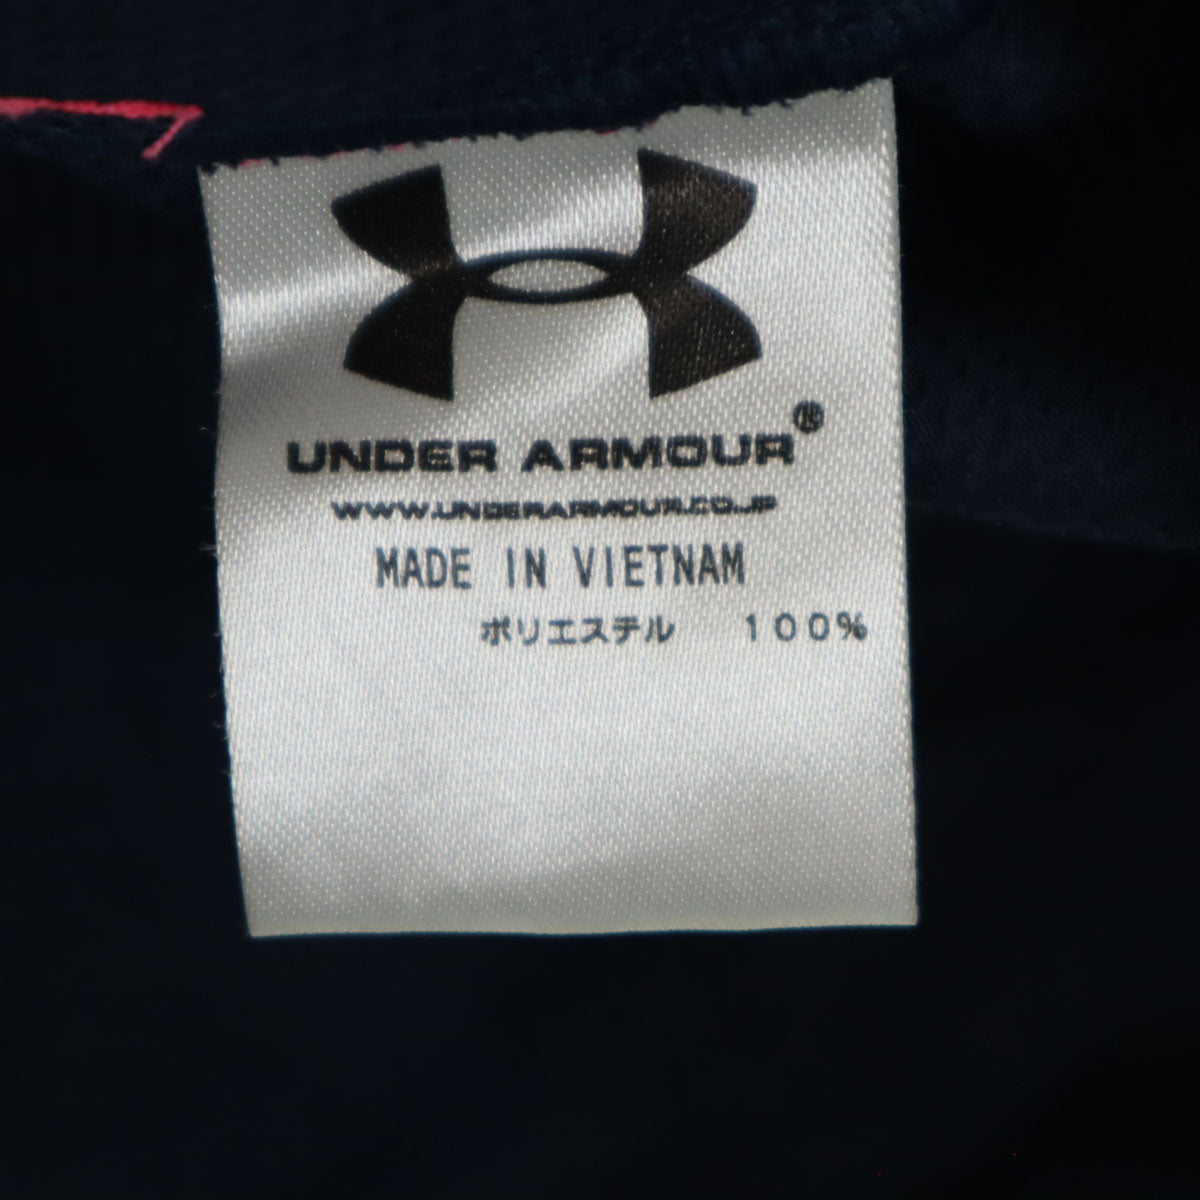 UNDER ARMOUR®
WWW.UNDERARMOUR.CO.JP
MADE IN VIETNAM
ポリエステル 100%